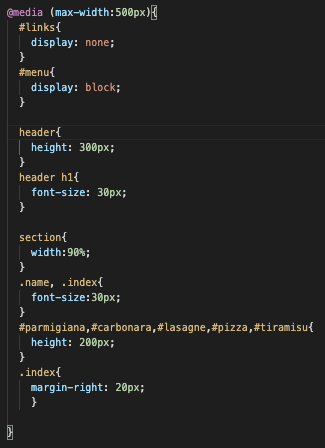 @media (max-width:500px){
#links{
display: none;
}
#menu{
display: block;
}
header{
height: 300px;
}
header h1{
font-size: 30px;
}
section{
width:90%;
}
.name, .index{
font-size:30px;
}
#parmigiana,#carbonara,#lasagne,#pizza,#tiramisu{
height: 200px;
}
.index{
margin-right: 20px;
}
}